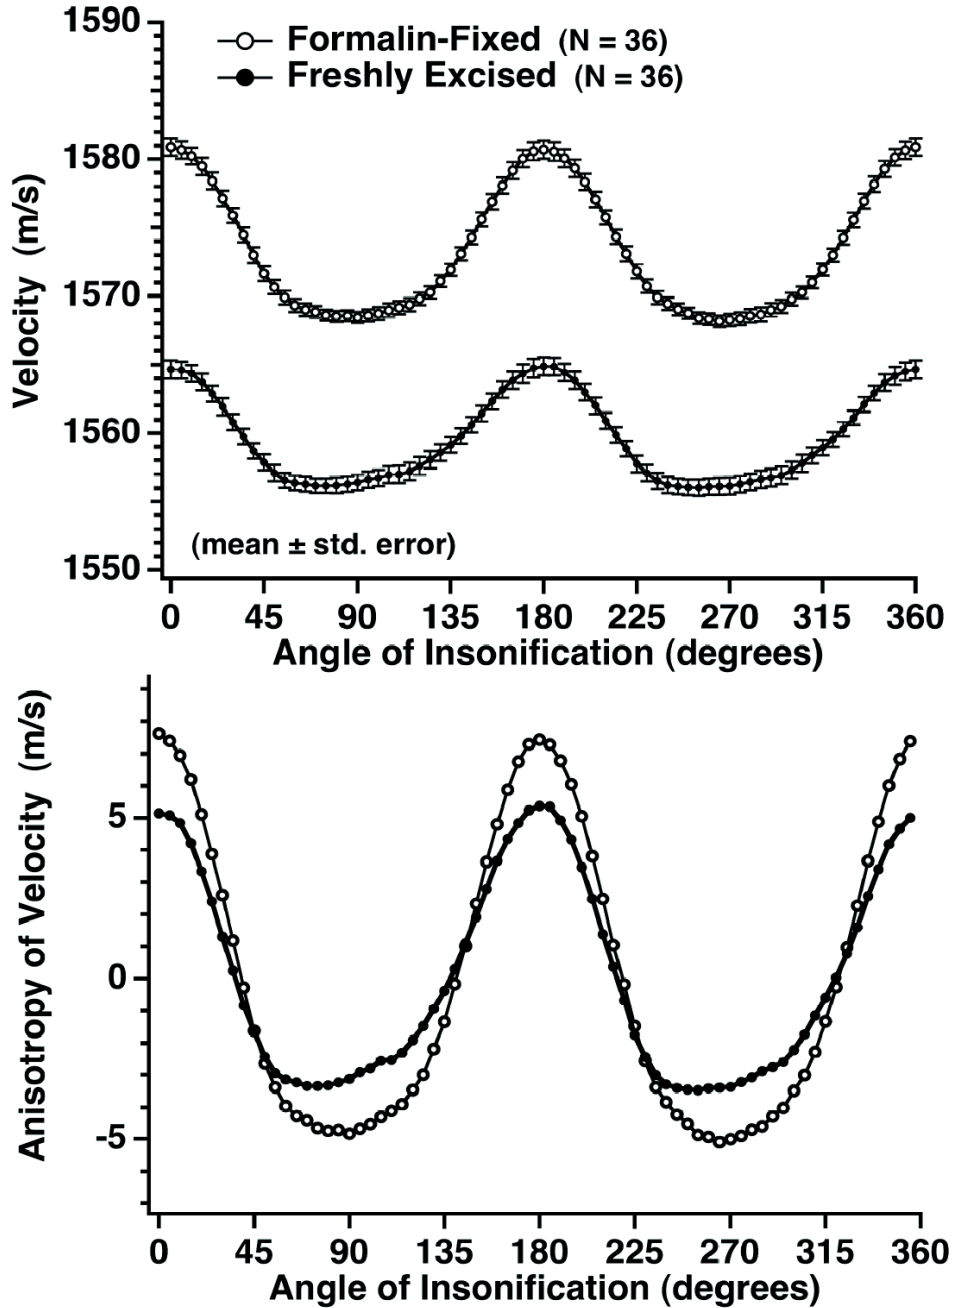 1590
Formalin-Fixed (N = 36)
Freshly Excised (N = 36)
1580
1570
1560
1550
Velocity (m/s)
(mean ± std. error)
0 45 90 135 180 225 270 315 360
Angle of Insonification (degrees)
Anisotropy of Velocity (m/s)
5
0
-5
0 45 90 135 180 225 270 315 360
Angle of Insonification (degrees)